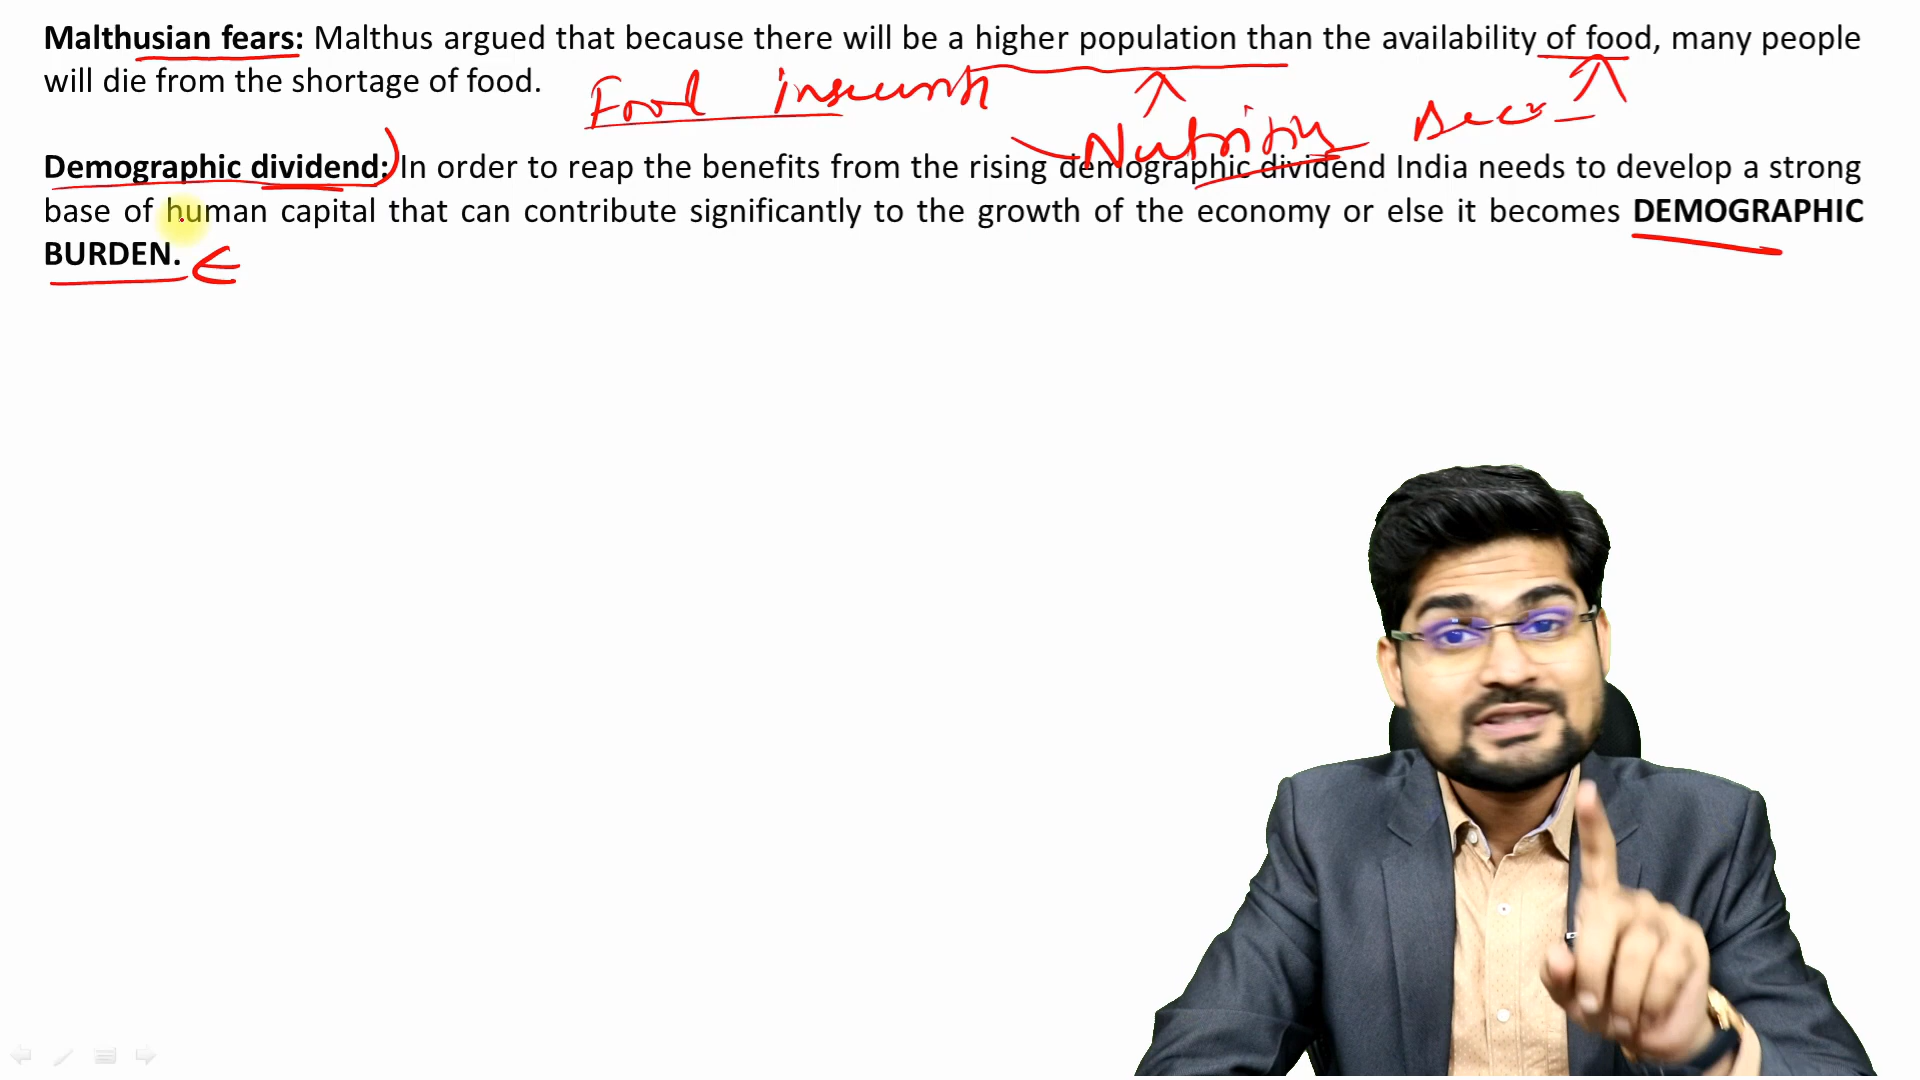 Malthusian fears: Malthus argued that because there will be a higher population than the availability of food, many people
will die from the shortage of food.
Food
Nutrition
Demographic dividend: In order to reap the benefits from the rising demographic dividend India needs to develop a strong
base of human capital that can contribute significantly to the growth of the economy or else it becomes DEMOGRAPHIC
BURDEN.